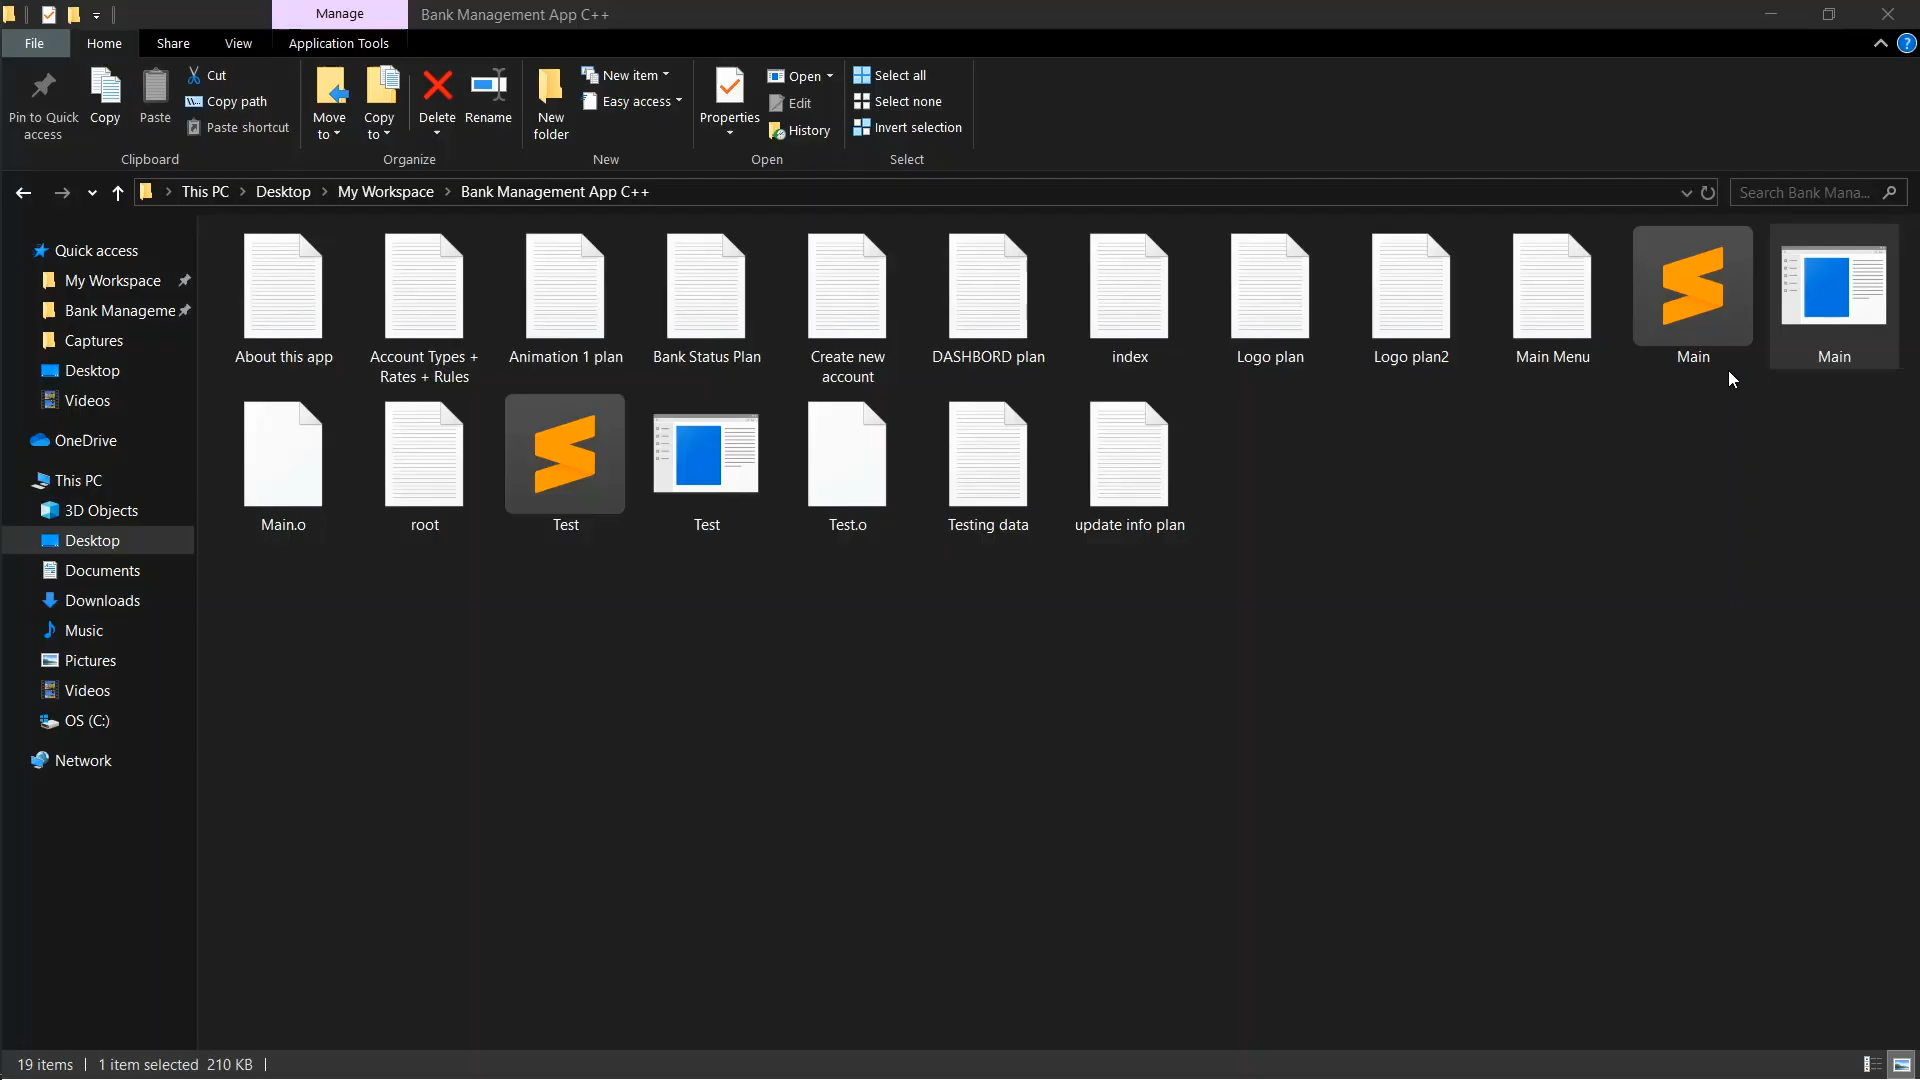 Manage
Bank Management App C++
File
Home
Share
View
Application Tools
Pin to Quick access
Copy
Paste
Cut
Copy path
Paste shortcut
Move to
Copy to
Delete
Rename
New folder
New item
Easy access
Properties
Open
Edit
History
Select all
Select none
Invert selection
Clipboard
Organize
New
Open
Select
This PC
Desktop
My Workspace
Bank Management App C++
Search Bank Mana...
Quick access
My Workspace
Bank Manageme
Captures
Desktop
Videos
OneDrive
This PC
3D Objects
Desktop
Documents
Downloads
Music
Pictures
Videos
OS (C:)
Network
About this app
Account Types +
Rates + Rules
Animation 1 plan
Bank Status Plan
Create new
account
DASHBORD plan
index
Logo plan
Logo plan2
Main Menu
Main
Main
Main.o
root
Test
Test
Test.o
Testing data
update info plan
19 items
1 item selected 210 KB